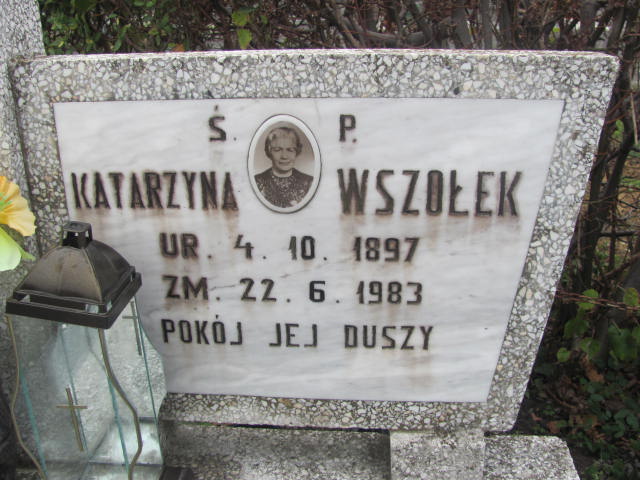 Ś. P.
KATARZYNA WSZOŁEK
UR. 4. 10. 1897
ZM. 22. 6. 1983
POKÓJ JEJ DUSZY